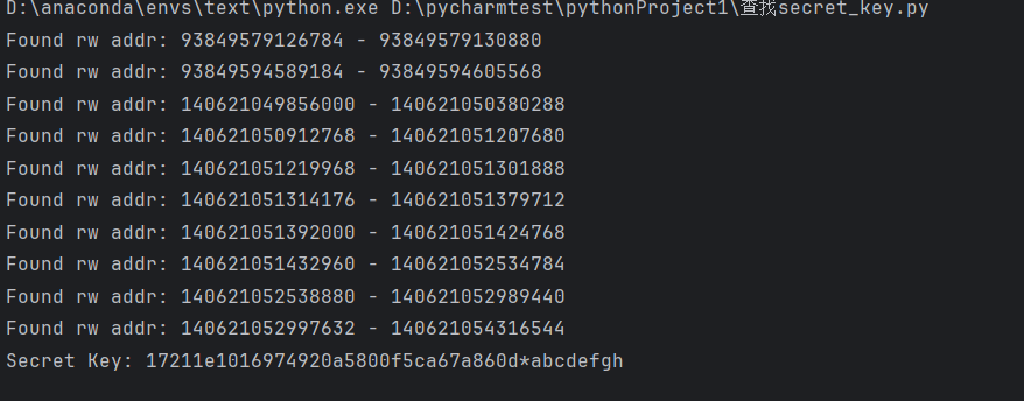 D:\anaconda\envs\text\python.exe D:\pycharmtest\pythonProject1\查找secret_key.py
Found rw addr: 93849579126784 - 93849579130880
Found rw addr: 93849594589184 - 93849594605568
Found rw addr: 140621049856000 - 140621050380288
Found rw addr: 140621050912768 - 140621051207680
Found rw addr: 140621051219968 - 140621051301888
Found rw addr: 140621051314176 - 140621051379712
Found rw addr: 140621051392000 - 140621051424768
Found rw addr: 140621051432960 - 140621052534784
Found rw addr: 140621052538880 - 140621052989440
Found rw addr: 140621052997632 - 140621054316544
Secret Key: 17211e1016974920a5800f5ca67a860d*abcdefgh